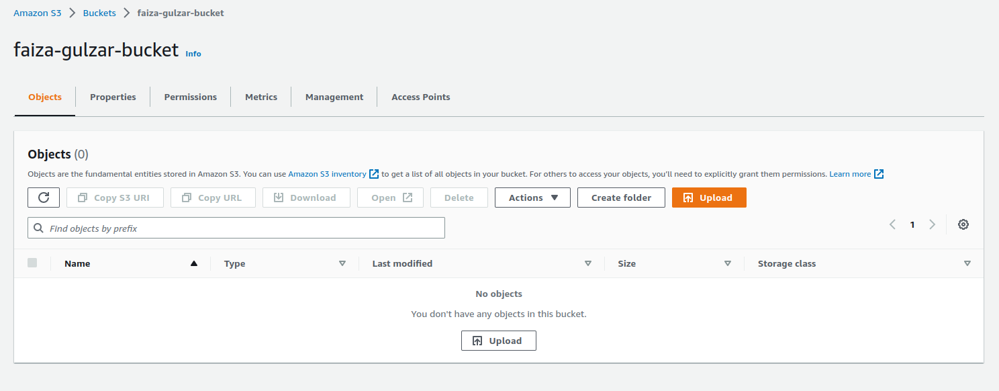 Amazon S3 Buckets faiza-gulzar-bucket
faiza-gulzar-bucket Info
Objects Properties Permissions Metrics Management Access Points
Objects (0)
Objects are the fundamental entities stored in Amazon S3. You can use Amazon S3 inventory to get a list of all objects in your bucket. For others to access your objects, you'll need to explicitly grant them permissions. Learn more
Copy S3 URI Copy URL Download Open Delete Actions Create folder Upload
Find objects by prefix 1
Name Type Last modified Size Storage class
No objects
You don't have any objects in this bucket.
Upload